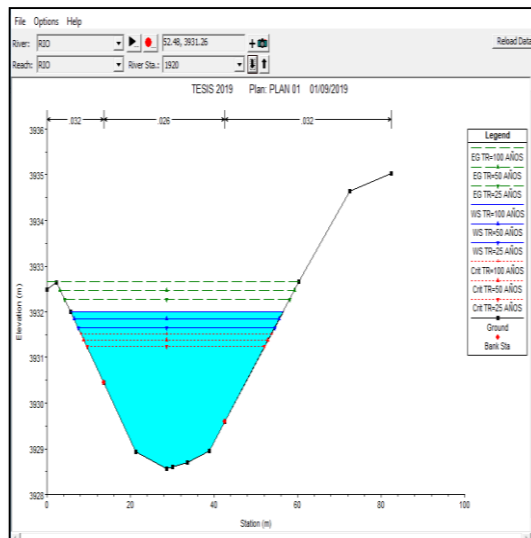 File Options Help
River: RIO 52.48, 3931.26 Reload Data
Reach: RIO River Sta.: 1920
TESIS 2019 Plan: PLAN 01 01/09/2019
.032 .026 .032
Legend
EG TR=100 AÑOS
EG TR=50 AÑOS
EG TR=25 AÑOS
WS TR=100 AÑOS
WS TR=50 AÑOS
WS TR=25 AÑOS
Crit TR=100 AÑOS
Crit TR=50 AÑOS
Crit TR=25 AÑOS
Ground
Bank Sta
Elevation (m)
3936
3935
3934
3933
3932
3931
3930
3929
3928
0 20 40 60 80 100
Station (m)